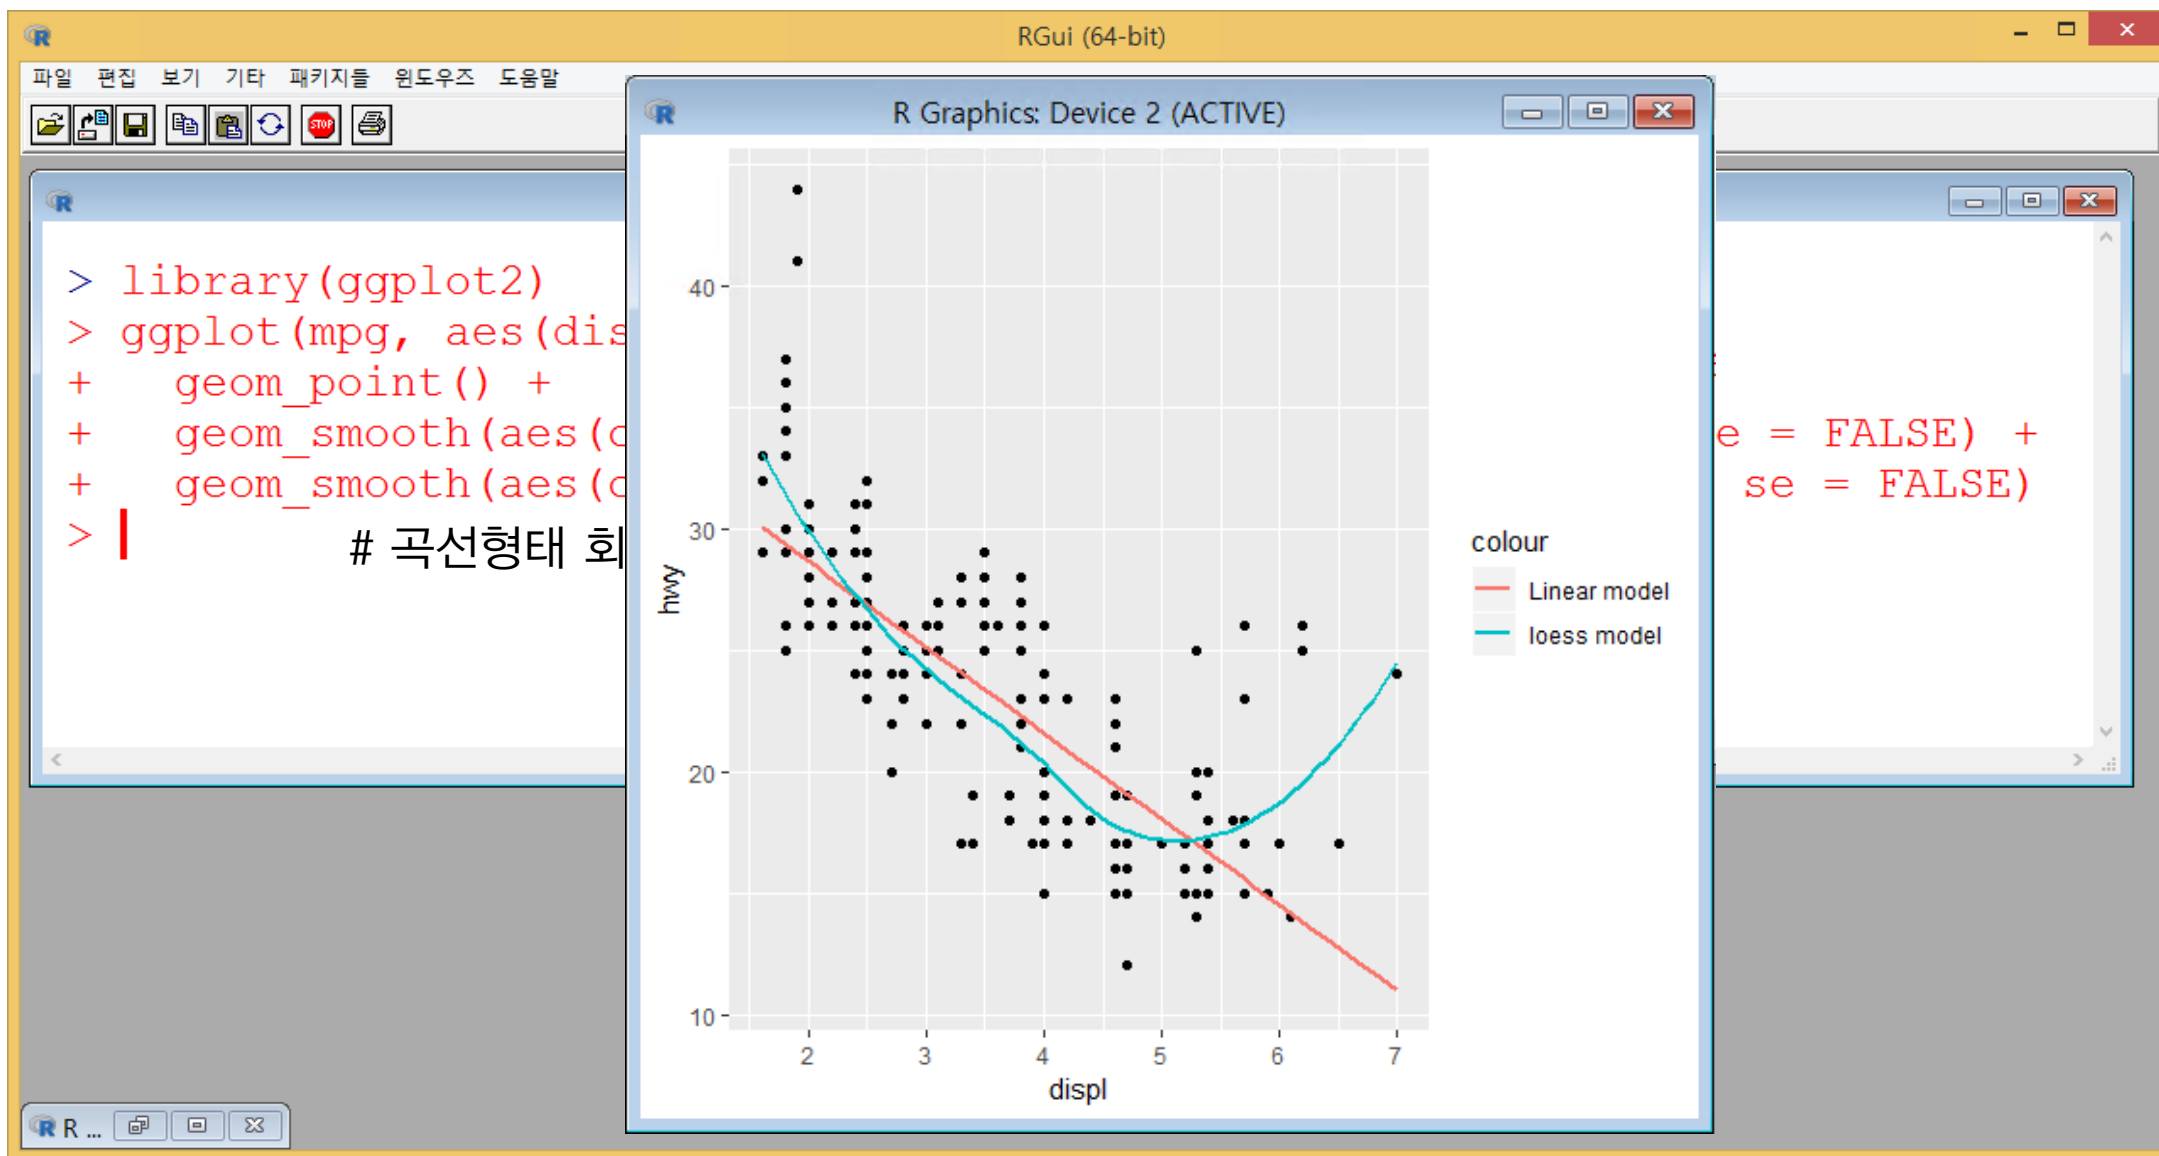 RGui (64-bit)
파일 편집 보기 기타 패키지들 윈도우즈 도움말
STOP
R Graphics: Device 2 (ACTIVE)
> library(ggplot2)
> ggplot(mpg, aes(dis
+ geom_point() +
+ geom_smooth(aes(c
e = FALSE) +
+ geom_smooth(aes(c
se = FALSE)
>
# 곡선형태 회
40
30
20
10
hwy
2 3 4 5 6 7
displ
colour
Linear model
loess model
R ...